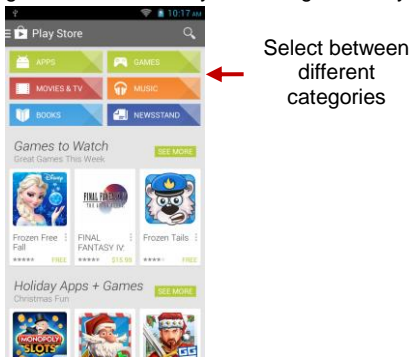 10:17 AM
Play Store
APPS
GAMES
MOVIES & TV
MUSIC
BOOKS
NEWSSTAND
Select between
different
categories
Games to Watch
Great Games This Week
SEE MORE
Disney
FINAL FANTASY IV
Frozen Free
Fall
FREE
FINAL
FANTASY IV:
$15.99
Frozen Tails
FREE
Holiday Apps + Games
Christmas Fun
SEE MORE
MONOPOLY
SLOTS
GG